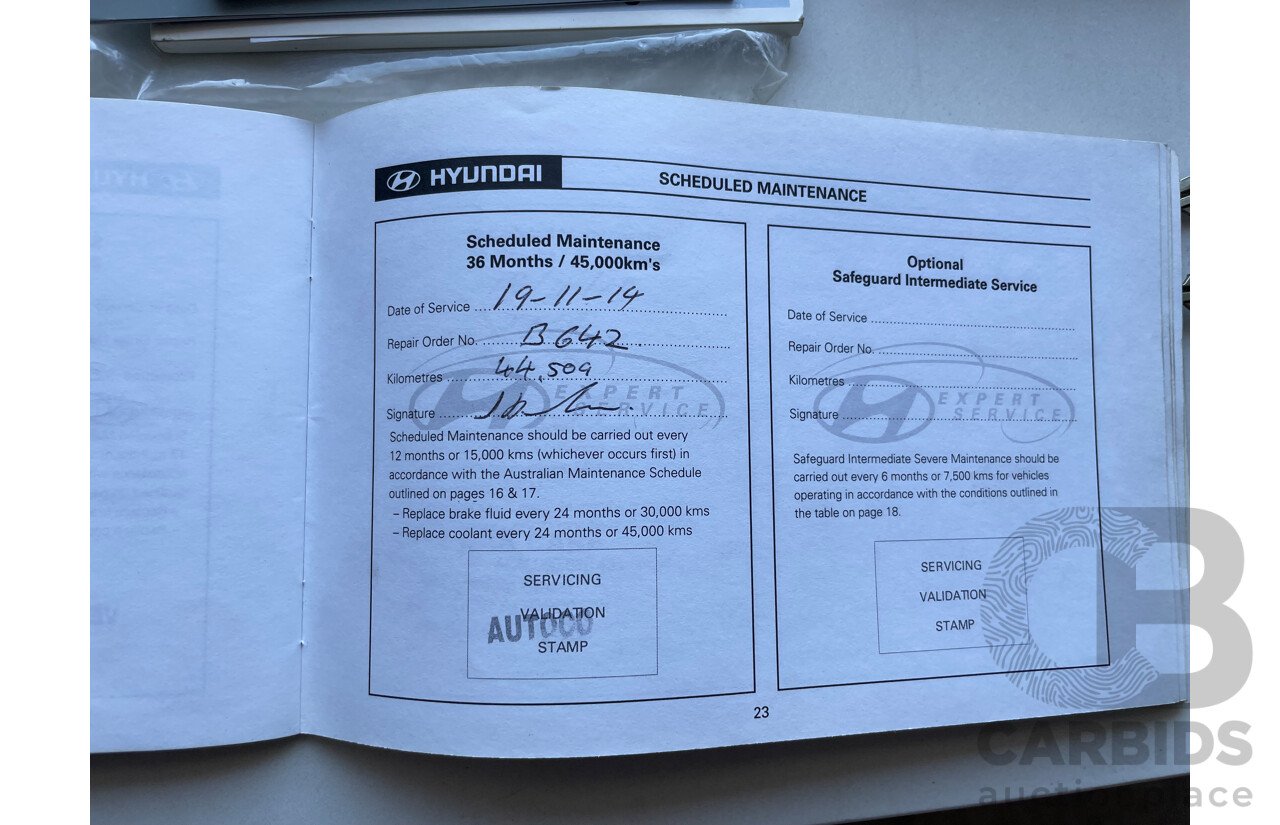 HYUNDAI
SCHEDULED MAINTENANCE
Scheduled Maintenance
36 Months / 45,000km's
Date of Service 19-11-14
Repair Order No. B642
Kilometres 44,509
Signature
EXPERT
SERVICE
Scheduled Maintenance should be carried out every
12 months or 15,000 kms (whichever occurs first) in
accordance with the Australian Maintenance Schedule
outlined on pages 16 & 17.
– Replace brake fluid every 24 months or 30,000 kms
– Replace coolant every 24 months or 45,000 kms
SERVICING
VALIDATION
AUTOCO
STAMP
Optional
Safeguard Intermediate Service
Date of Service
Repair Order No.
Kilometres
Signature
EXPERT
SERVICE
Safeguard Intermediate Severe Maintenance should be
carried out every 6 months or 7,500 kms for vehicles
operating in accordance with the conditions outlined in
the table on page 18.
SERVICING
VALIDATION
STAMP
23
CB
CARBIDS
auctionplace